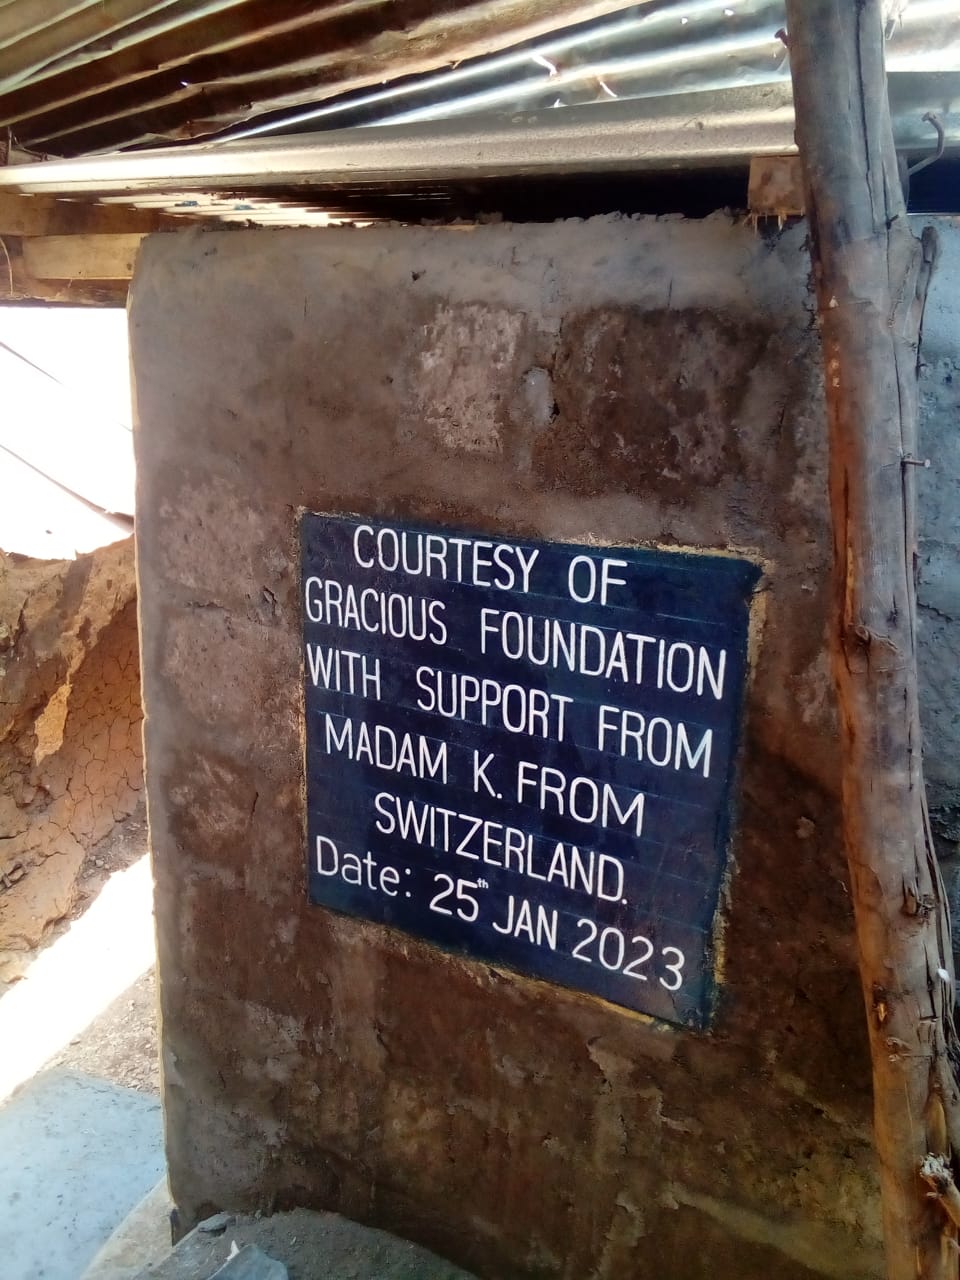 COURTESY OF
GRACIOUS FOUNDATION
WITH SUPPORT FROM
MADAM K. FROM
SWITZERLAND.
Date: 25th JAN 2023